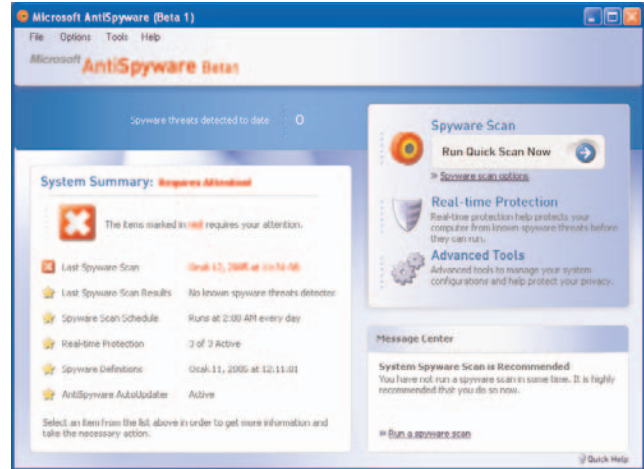 Microsoft AntiSpyware (Beta 1)
File Options Tools Help
Microsoft AntiSpyware Beta1
Spyware threats detected to date 0
Spyware Scan
Run Quick Scan Now
» Spyware scan options
Real-time Protection
Real-time protection help protects your
computer from known spyware threats before
they can run.
Advanced Tools
Advanced tools to manage your system
configurations and help protect your privacy.
System Summary: Requires Attention!
The items marked in red requires your attention.
Last Spyware Scan Ocak 12, 2005 at
Last Spyware Scan Results No known spyware threats detected
Spyware Scan Schedule Runs at 2:00 AM every day
Real-time Protection 3 of 3 Active
Spyware Definitions Ocak.11, 2005 at 12:11:01
AntiSpyware AutoUpdater Active
Select an item from the list above in order to get more information and
take the necessary action.
Message Center
System Spyware Scan is Recommended
You have not run a spyware scan in some time. It is highly
recommended that you do so now.
» Run a spyware scan
Quick Help